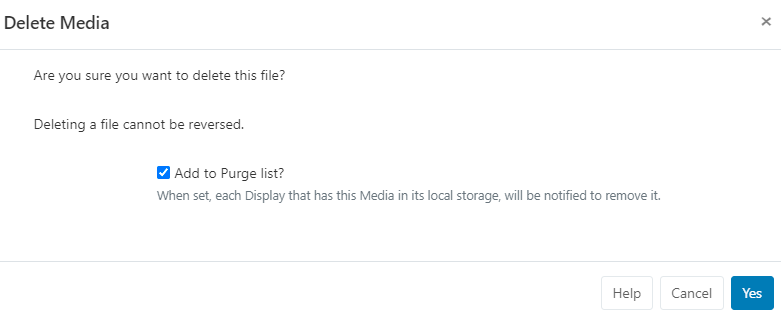 Delete Media
×
Are you sure you want to delete this file?
Deleting a file cannot be reversed.
Add to Purge list?
When set, each Display that has this Media in its local storage, will be notified to remove it.
Help Cancel Yes